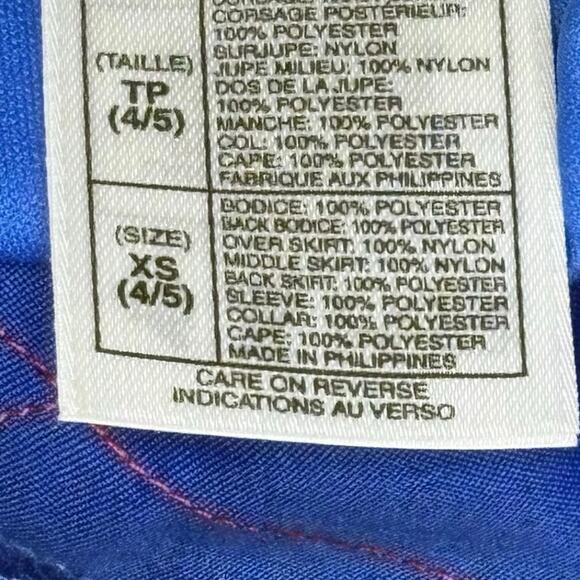 CORSAGE POSTERIEUR:
100% POLYESTER
SURJUPE: NYLON
JUPE MILIEU: 100% NYLON
DOS DE LA JUPE:
100% POLYESTER
MANCHE: 100% POLYESTER
COL: 100% POLYESTER
CAPE: 100% POLYESTER
FABRIQUE AUX PHILIPPINES
(TAILLE)
TP
(4/5)
BODICE: 100% POLYESTER
BACK BODICE: 100% POLYESTER
OVER SKIRT: 100% NYLON
MIDDLE SKIRT: 100% NYLON
BACK SKIRT: 100% POLYESTER
SLEEVE: 100% POLYESTER
COLLAR: 100% POLYESTER
CAPE: 100% POLYESTER
MADE IN PHILIPPINES
(SIZE)
XS
(4/5)
CARE ON REVERSE
INDICATIONS AU VERSO